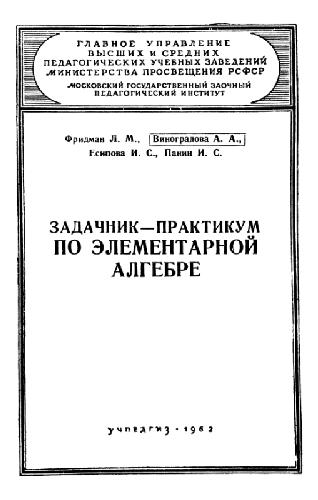 ГЛАВНОЕ УПРАВЛЕНИЕ
ВЫСШИХ И СРЕДНИХ
ПЕДАГОГИЧЕСКИХ УЧЕБНЫХ ЗАВЕДЕНИЙ
МИНИСТЕРСТВА ПРОСВЕЩЕНИЯ РСФСР
МОСКОВСКИЙ ГОСУДАРСТВЕННЫЙ ЗАОЧНЫЙ
ПЕДАГОГИЧЕСКИЙ ИНСТИТУТ
Фридман Л. М., Виноградова А. А.,
Есипова И. С., Панин И. С.
ЗАДАЧНИК—ПРАКТИКУМ
ПО ЭЛЕМЕНТАРНОЙ
АЛГЕБРЕ
УЧПЕДГИЗ · 1962